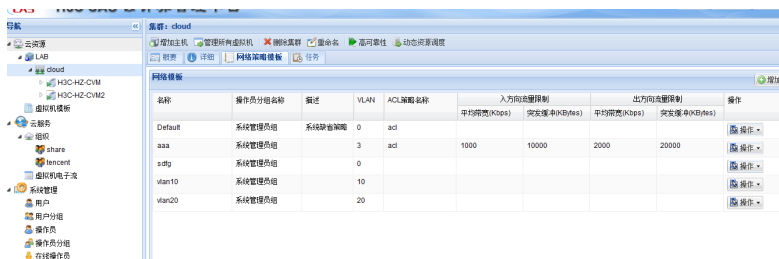 导航
云资源
LAB
cloud
H3C-HZ-CVM
H3C-HZ-CVM2
虚拟机模板
云服务
组织
share
tencent
虚拟机电子流
系统管理
用户
用户分组
操作员
操作员分组
在线操作员
集群: cloud
增加主机 管理所有虚拟机 删除集群 重命名 高可靠性 动态资源调度
概要 详细 网络策略模板 任务
网络模板
增加
名称 操作员分组名称 描述 VLAN ACL策略名称 入方向流量限制 出方向流量限制 操作
平均带宽(Kbps) 突发缓冲(KBytes) 平均带宽(Kbps) 突发缓冲(KBytes)
Default 系统管理员组 系统缺省策略 0 acl 操作
aaa 系统管理员组 3 acl 1000 10000 2000 20000 操作
sdfg 系统管理员组 0 操作
vlan10 系统管理员组 10 操作
vlan20 系统管理员组 20 操作